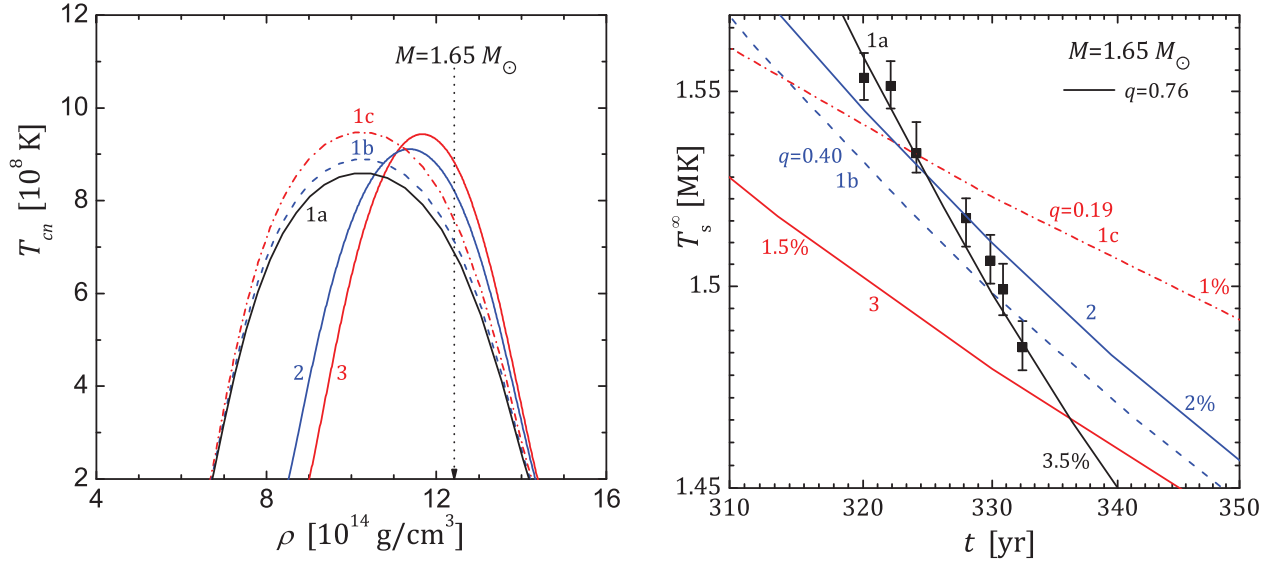 12
10
8
6
4
2
4
8
12
16
T_cn [10^8 K]
ρ [10^14 g/cm^3]
M=1.65 M_⊙
1c
1b
1a
2
3
1.55
1.5
1.45
310
320
330
340
350
T_s^∞ [MK]
t [yr]
1a
M=1.65 M_⊙
q=0.76
q=0.40
1b
q=0.19
1c
1.5%
1%
3
2
2%
3.5%